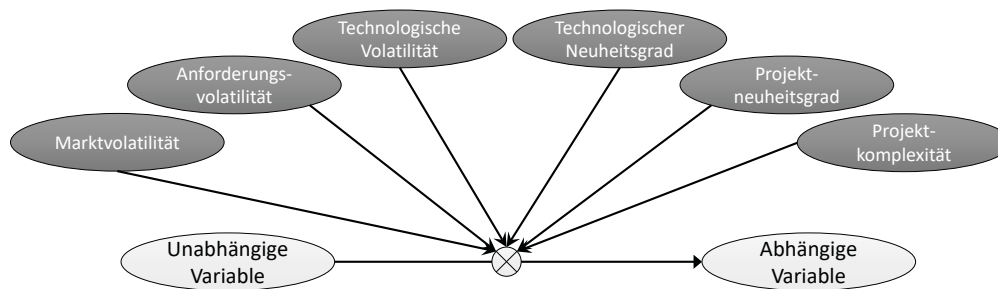 Technologische
Volatilität
Technologischer
Neuheitsgrad
Anforderungs-
volatilität
Projekt-
neuheitsgrad
Marktvolatilität
Projekt-
komplexität
Unabhängige
Variable
Abhängige
Variable